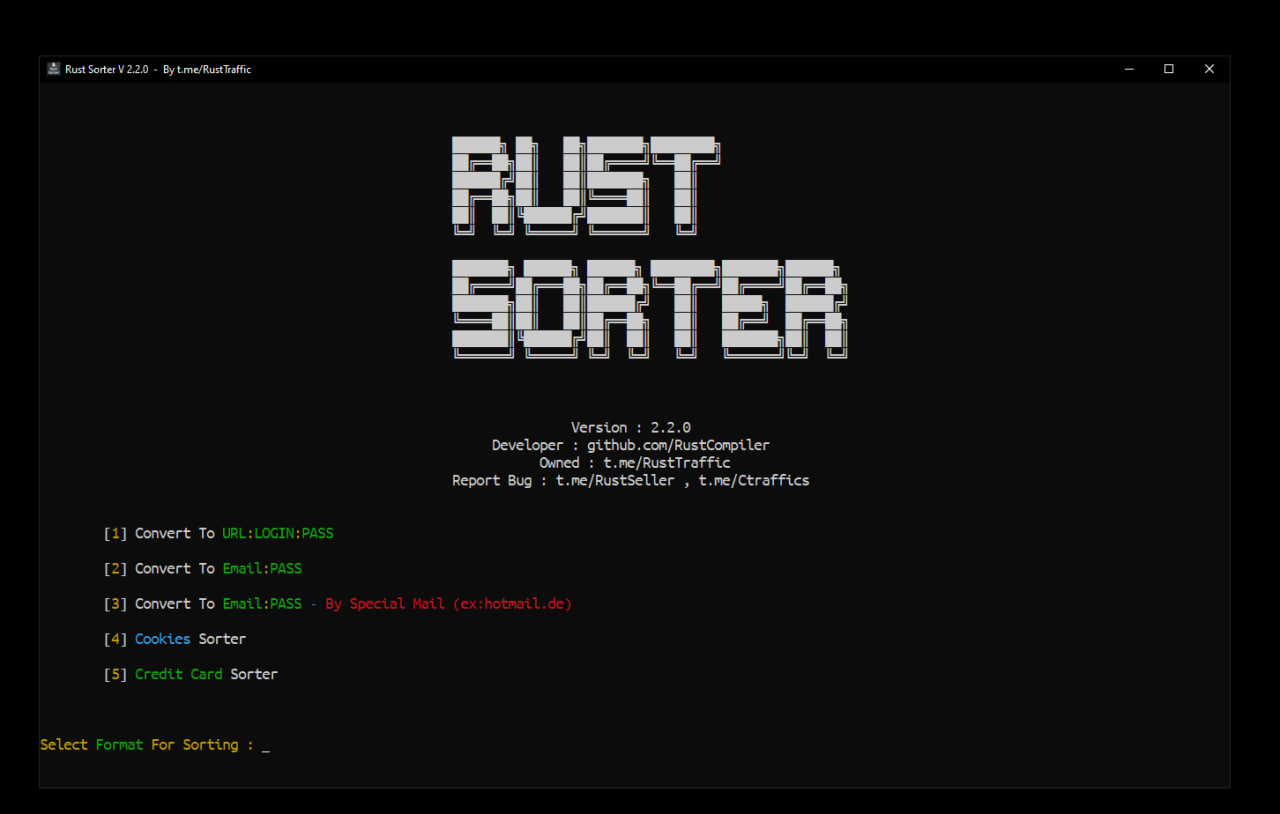 Rust Sorter V 2.2.0 - By t.me/RustTraffic
RUST
SORTER
Version : 2.2.0
Developer : github.com/RustCompiler
Owned : t.me/RustTraffic
Report Bug : t.me/RustSeller , t.me/Ctraffics
[1] Convert To URL:LOGIN:PASS
[2] Convert To Email:PASS
[3] Convert To Email:PASS - By Special Mail (ex:hotmail.de)
[4] Cookies Sorter
[5] Credit Card Sorter
Select Format For Sorting : _